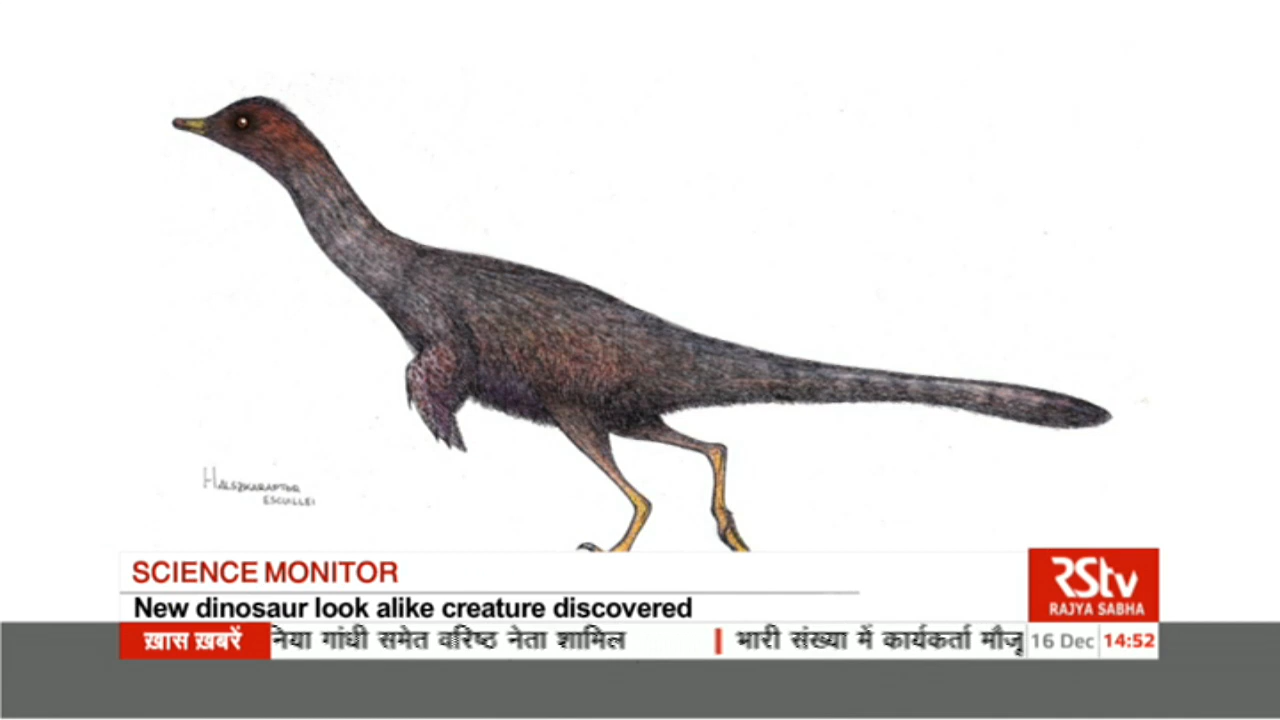 HALSZKARAPTOR
ESCUILLEI
SCIENCE MONITOR
New dinosaur look alike creature discovered
RStv
RAJYA SABHA
ख़ास ख़बरें
निया गांधी समेत वरिष्ठ नेता शामिल | भारी संख्या में कार्यकर्ता मौजू
16 Dec 14:52